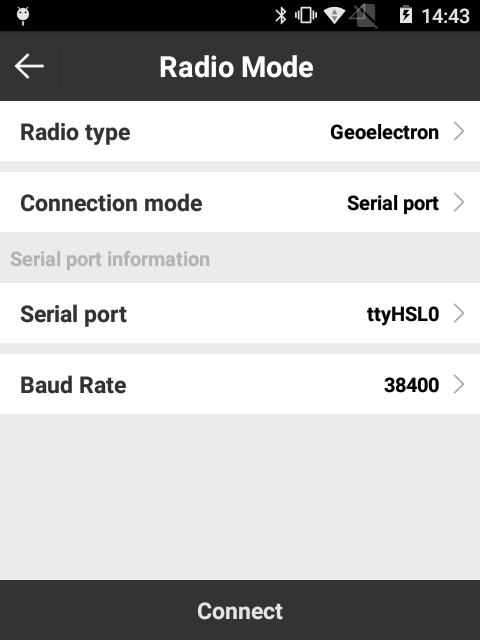 14:43
Radio Mode
Radio type Geoelectron
Connection mode Serial port
Serial port information
Serial port ttyHSL0
Baud Rate 38400
Connect